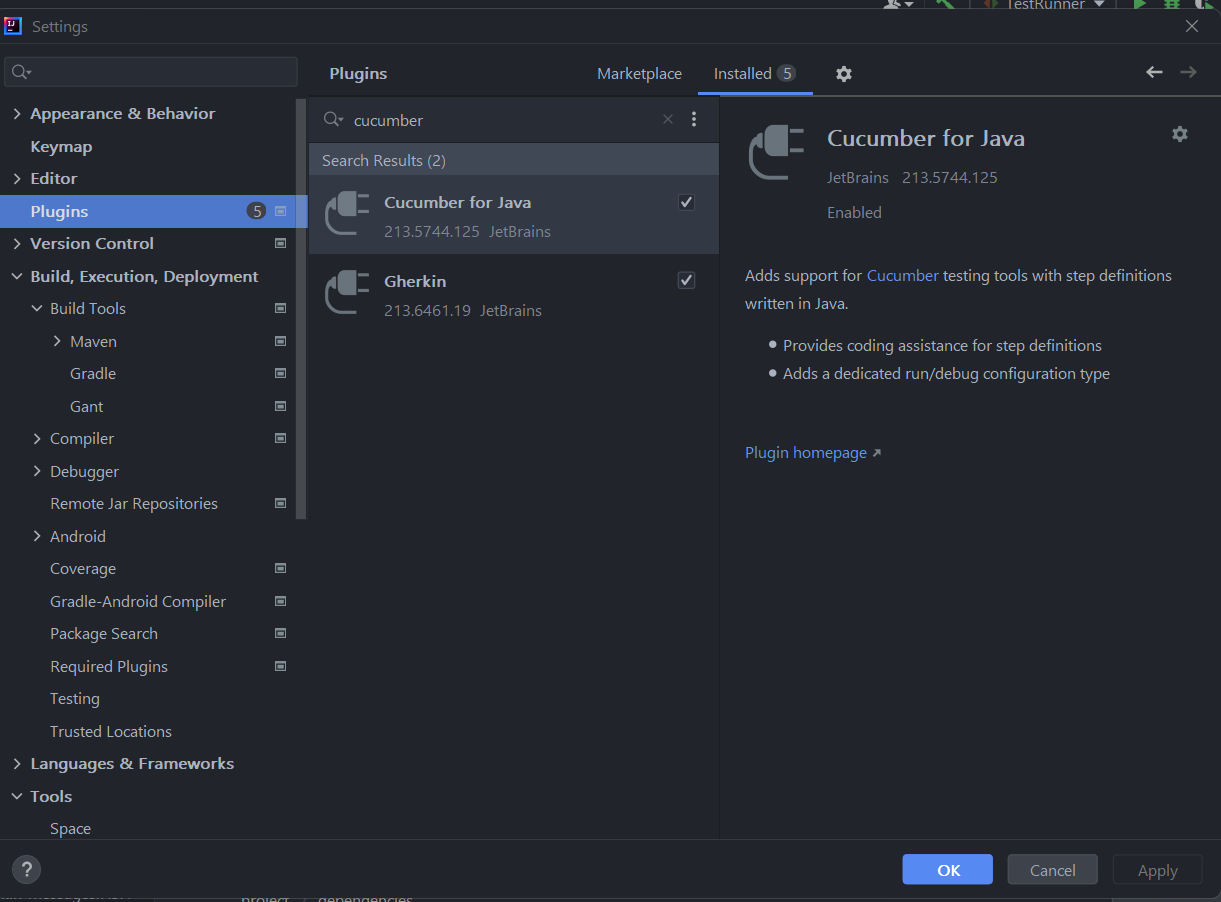 TestRunner
Settings
Plugins
Marketplace
Installed 5
Appearance & Behavior
Keymap
Editor
Plugins 5
Version Control
Build, Execution, Deployment
Build Tools
Maven
Gradle
Gant
Compiler
Debugger
Remote Jar Repositories
Android
Coverage
Gradle-Android Compiler
Package Search
Required Plugins
Testing
Trusted Locations
Languages & Frameworks
Tools
Space
cucumber
Search Results (2)
Cucumber for Java
213.5744.125 JetBrains
Gherkin
213.6461.19 JetBrains
Cucumber for Java
JetBrains 213.5744.125
Enabled
Adds support for Cucumber testing tools with step definitions
written in Java.
Provides coding assistance for step definitions
Adds a dedicated run/debug configuration type
Plugin homepage
?
OK
Cancel
Apply
project
dependencies